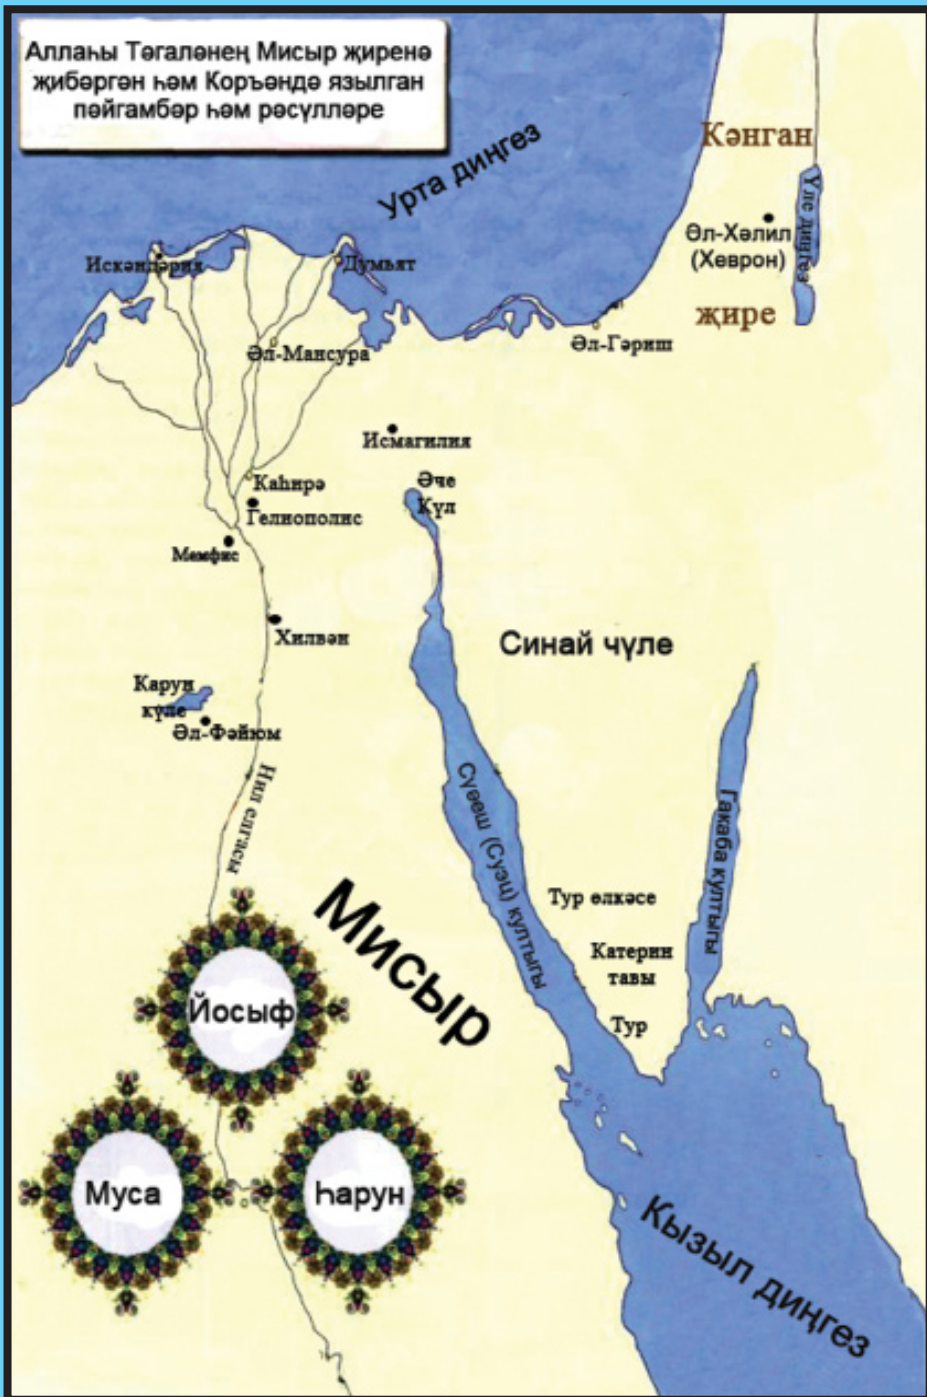 Аллаһы Тәгаләнең Мисыр җиренә
җибәргән һәм Коръәндә язылган
пәйгамбәр һәм рәсүлләре
Урта диңгез
Кәнган
Үле диңгез
Әл-Хәлил
(Хеврон)
җире
Искәндәрия
Думьят
Әл-Мансура
Әл-Гәриш
Исмагилия
Каһирә
Гелиополис
Әче
Күл
Мемфис
Хилвән
Синай чүле
Карун
күле
Әл-Фәйюм
Нил елгасы
Сүәеш (Суэц) култыгы
Гакаба култыгы
Мисыр
Тур өлкәсе
Катерин
тавы
Тур
Йосыф
Муса
Һарун
Кызыл диңгез